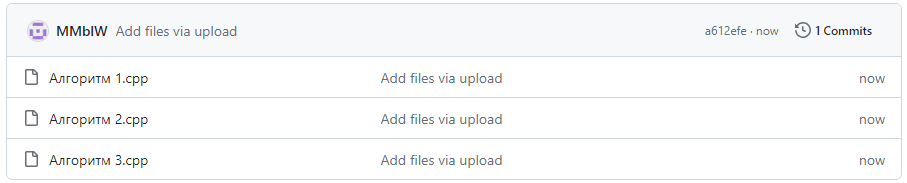 MMblW Add files via upload a612efe · now 1 Commits
Алгоритм 1.cpp Add files via upload now
Алгоритм 2.cpp Add files via upload now
Алгоритм 3.cpp Add files via upload now